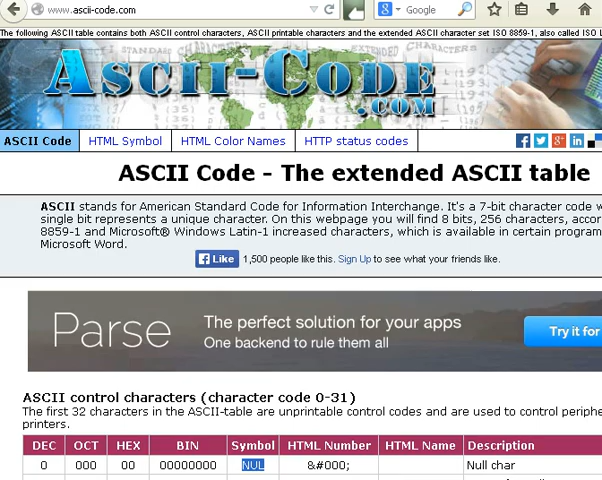 www.ascii-code.com
Google
The following ASCII table contains both ASCII control characters, ASCII printable characters and the extended ASCII character set ISO 8859-1, also called ISO L
Ascii-Code
.com
ASCII Code HTML Symbol HTML Color Names HTTP status codes
ASCII Code - The extended ASCII table
ASCII stands for American Standard Code for Information Interchange. It's a 7-bit character code w
single bit represents a unique character. On this webpage you will find 8 bits, 256 characters, accor
8859-1 and Microsoft® Windows Latin-1 increased characters, which is available in certain program
Microsoft Word.
Like 1,500 people like this. Sign Up to see what your friends like.
Parse
The perfect solution for your apps
One backend to rule them all
Try it for
ASCII control characters (character code 0-31)
The first 32 characters in the ASCII-table are unprintable control codes and are used to control periphe
printers.
DEC OCT HEX BIN Symbol HTML Number HTML Name Description
0 000 00 00000000 NUL &#000; Null char